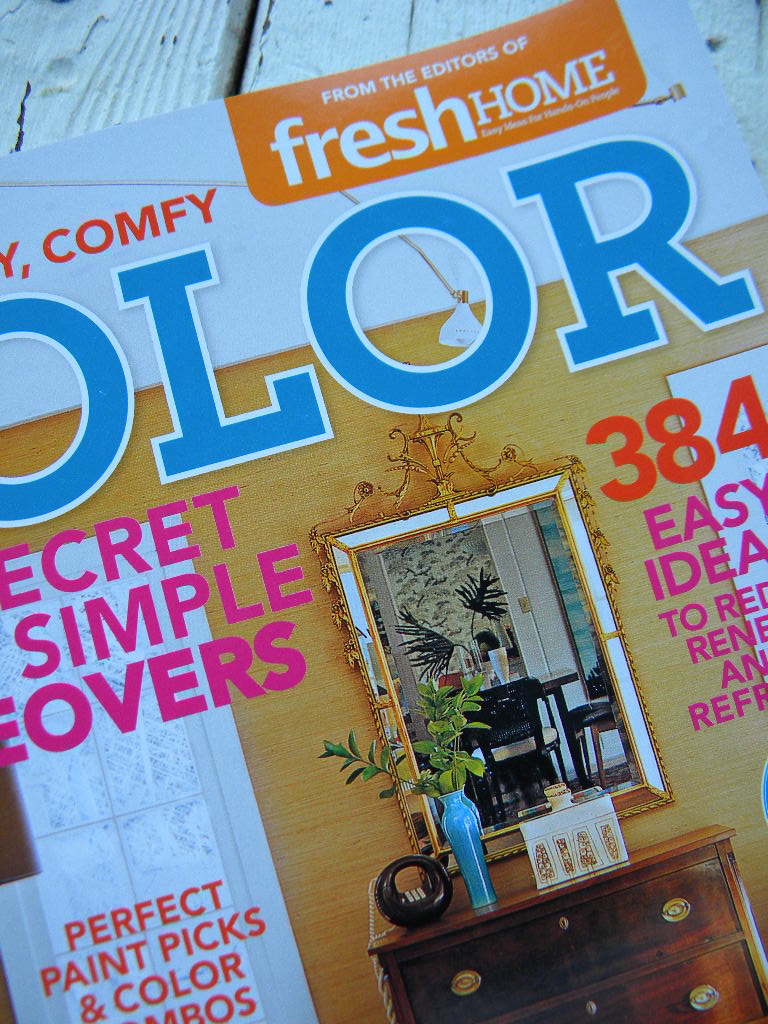 FROM THE EDITORS OF
freshHOME
Easy Ideas For Hands-On People
Y, COMFY
OLOR
384
ECRET
SIMPLE
EOVERS
EASY
IDEA
TO RED
RENE
AN
REFR
PERFECT
PAINT PICKS
& COLOR
OMBOS